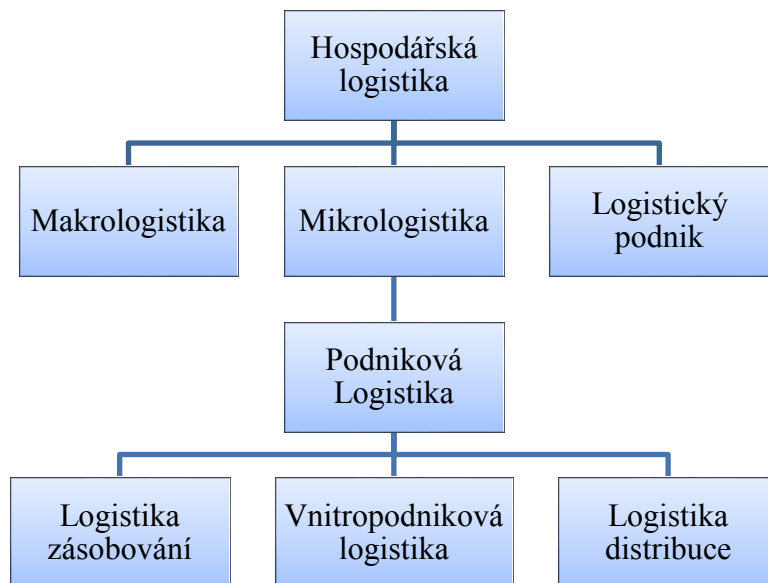 Hospodářská
logistika
Makrologistika
Mikrologistika
Logistický
podnik
Podniková
Logistika
Logistika
zásobování
Vnitropodniková
logistika
Logistika
distribuce